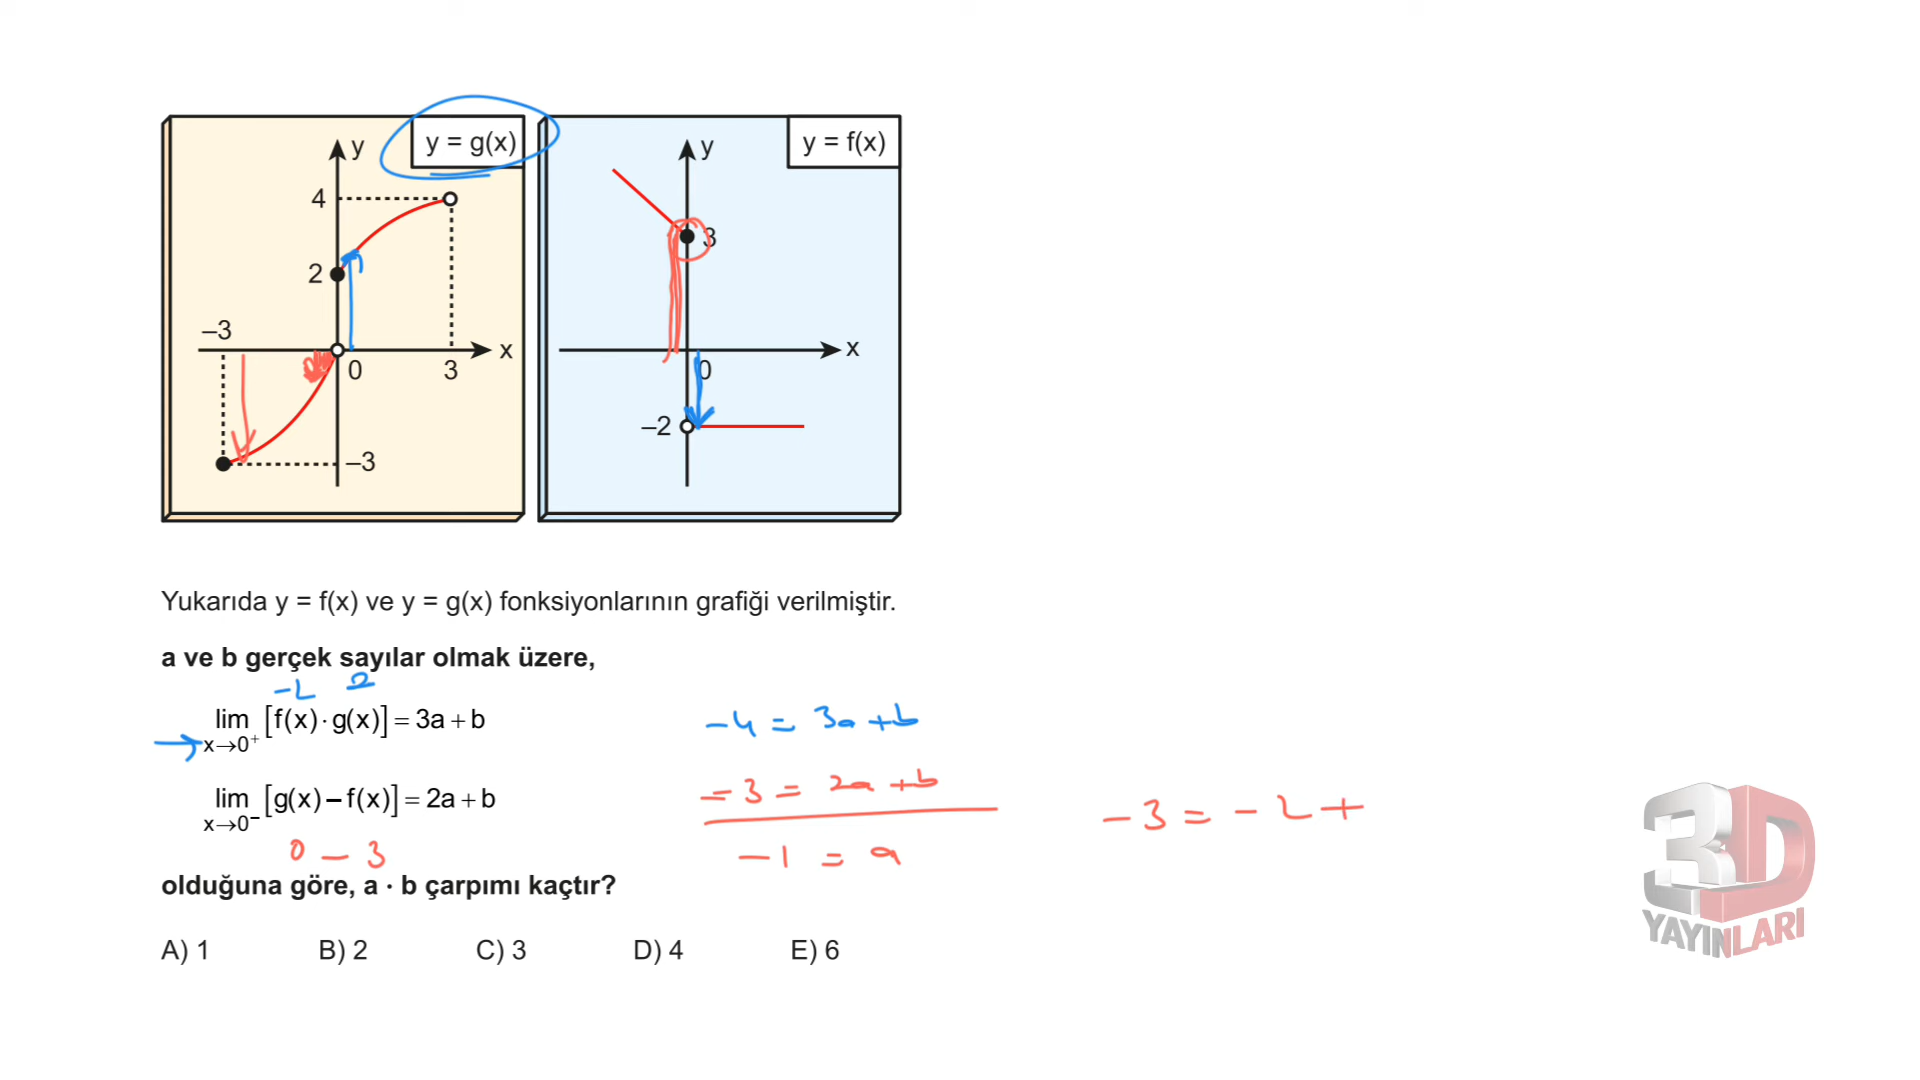 y = g(x)
y
4
2
–3
x
0
3
–3
y = f(x)
y
3
x
0
–2
Yukarıda y = f(x) ve y = g(x) fonksiyonlarının grafiği verilmiştir.
a ve b gerçek sayılar olmak üzere,
-2 2
lim [f(x) · g(x)] = 3a + b
x→0⁺
-4 = 3a + b
lim [g(x) – f(x)] = 2a + b
x→0⁻
-3 = 2a + b
-3 = -2 +
0 - 3
-1 = a
olduğuna göre, a · b çarpımı kaçtır?
A) 1 B) 2 C) 3 D) 4 E) 6
3D
YAYINLARI